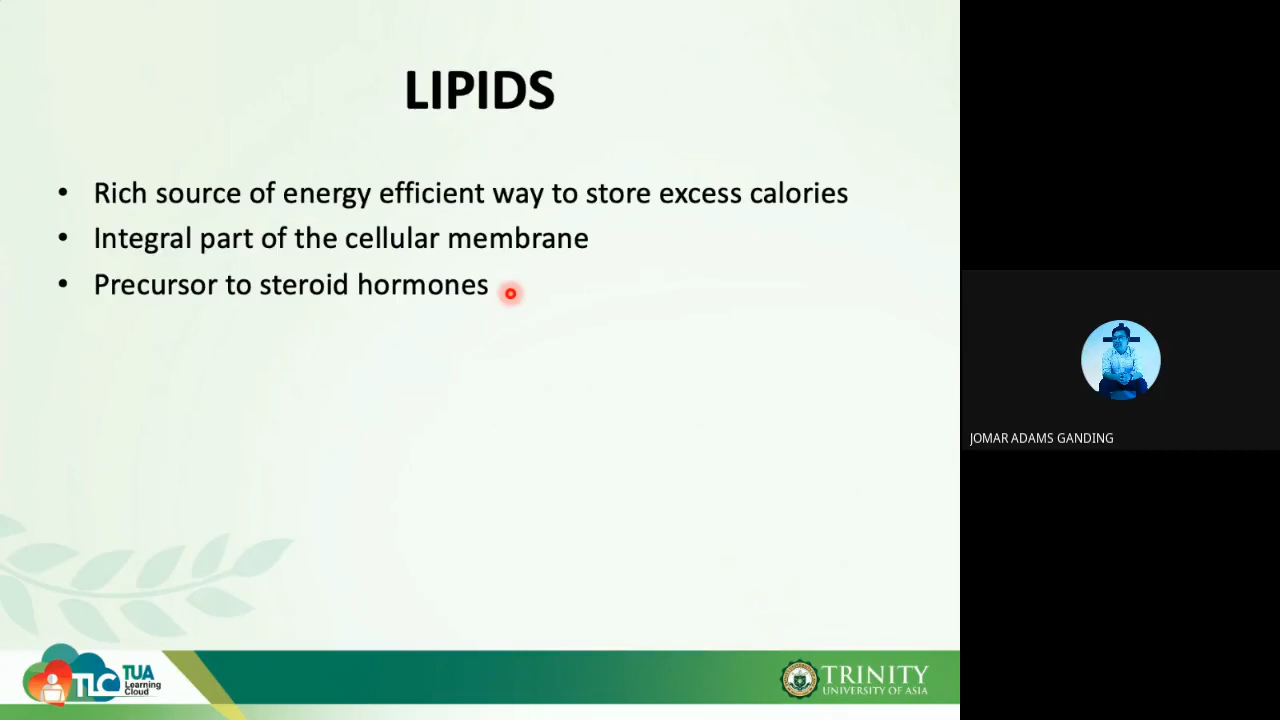 LIPIDS
• Rich source of energy efficient way to store excess calories
• Integral part of the cellular membrane
• Precursor to steroid hormones
JOMAR ADAMS GANDING
TLC
TUA
Learning
Cloud
TRINITY
UNIVERSITY OF ASIA